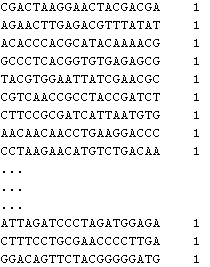 CGACTAAGGAACTACGACGA 1
AGAACTTGAGACGTTTATAT 1
ACACCCACGCATACAAAACG 1
GCCCTCACGGTGTGAGAGCG 1
TACGTGGAATTATCGAACGC 1
CGTCAACCGCCTACCGATCT 1
CTTCCGCGATCATTAATGTG 1
AACAACAACCTGAAGGACCC 1
CCTAAGAACATGTCTGACAA 1
...
...
...
ATTAGATCCCTAGATGGAGA 1
CTTTCCTGCGAACCCCTTGA 1
GGACAGTTCTACGGGGGATG 1